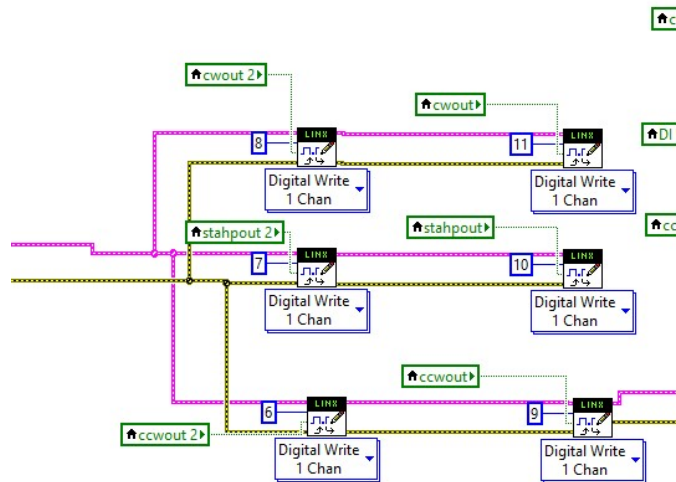 c
cwout 2
cwout
LINX
LINX
8
11
DI
Digital Write
1 Chan
Digital Write
1 Chan
stahpout 2
stahpout
cc
LINX
LINX
7
10
Digital Write
1 Chan
Digital Write
1 Chan
ccwout
LINX
LINX
6
9
ccwout 2
Digital Write
1 Chan
Digital Write
1 Chan